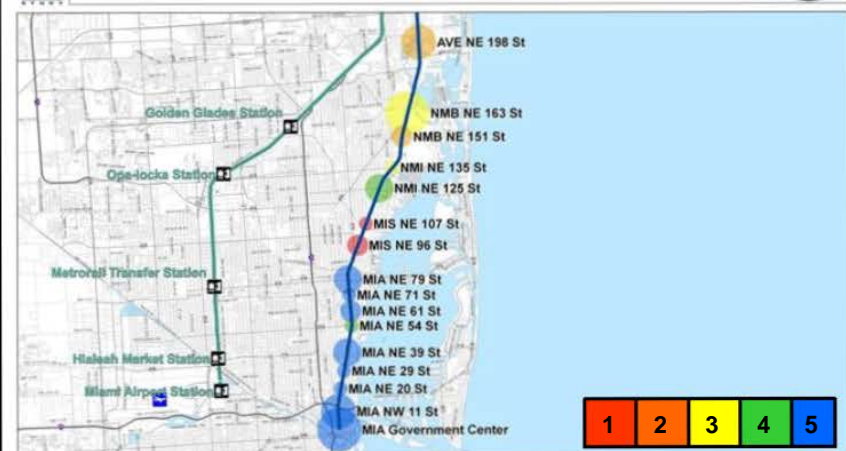 AVE NE 198 St
Golden Glades Station
NMB NE 163 St
NMB NE 151 St
NMI NE 135 St
Opa-locka Station
NMI NE 125 St
MIS NE 107 St
MIS NE 96 St
Metrorail Transfer Station
MIA NE 79 St
MIA NE 71 St
MIA NE 61 St
MIA NE 54 St
Hialeah Market Station
MIA NE 39 St
MIA NE 29 St
Miami Airport Station
MIA NE 20 St
MIA NW 11 St
MIA Government Center
1 2 3 4 5